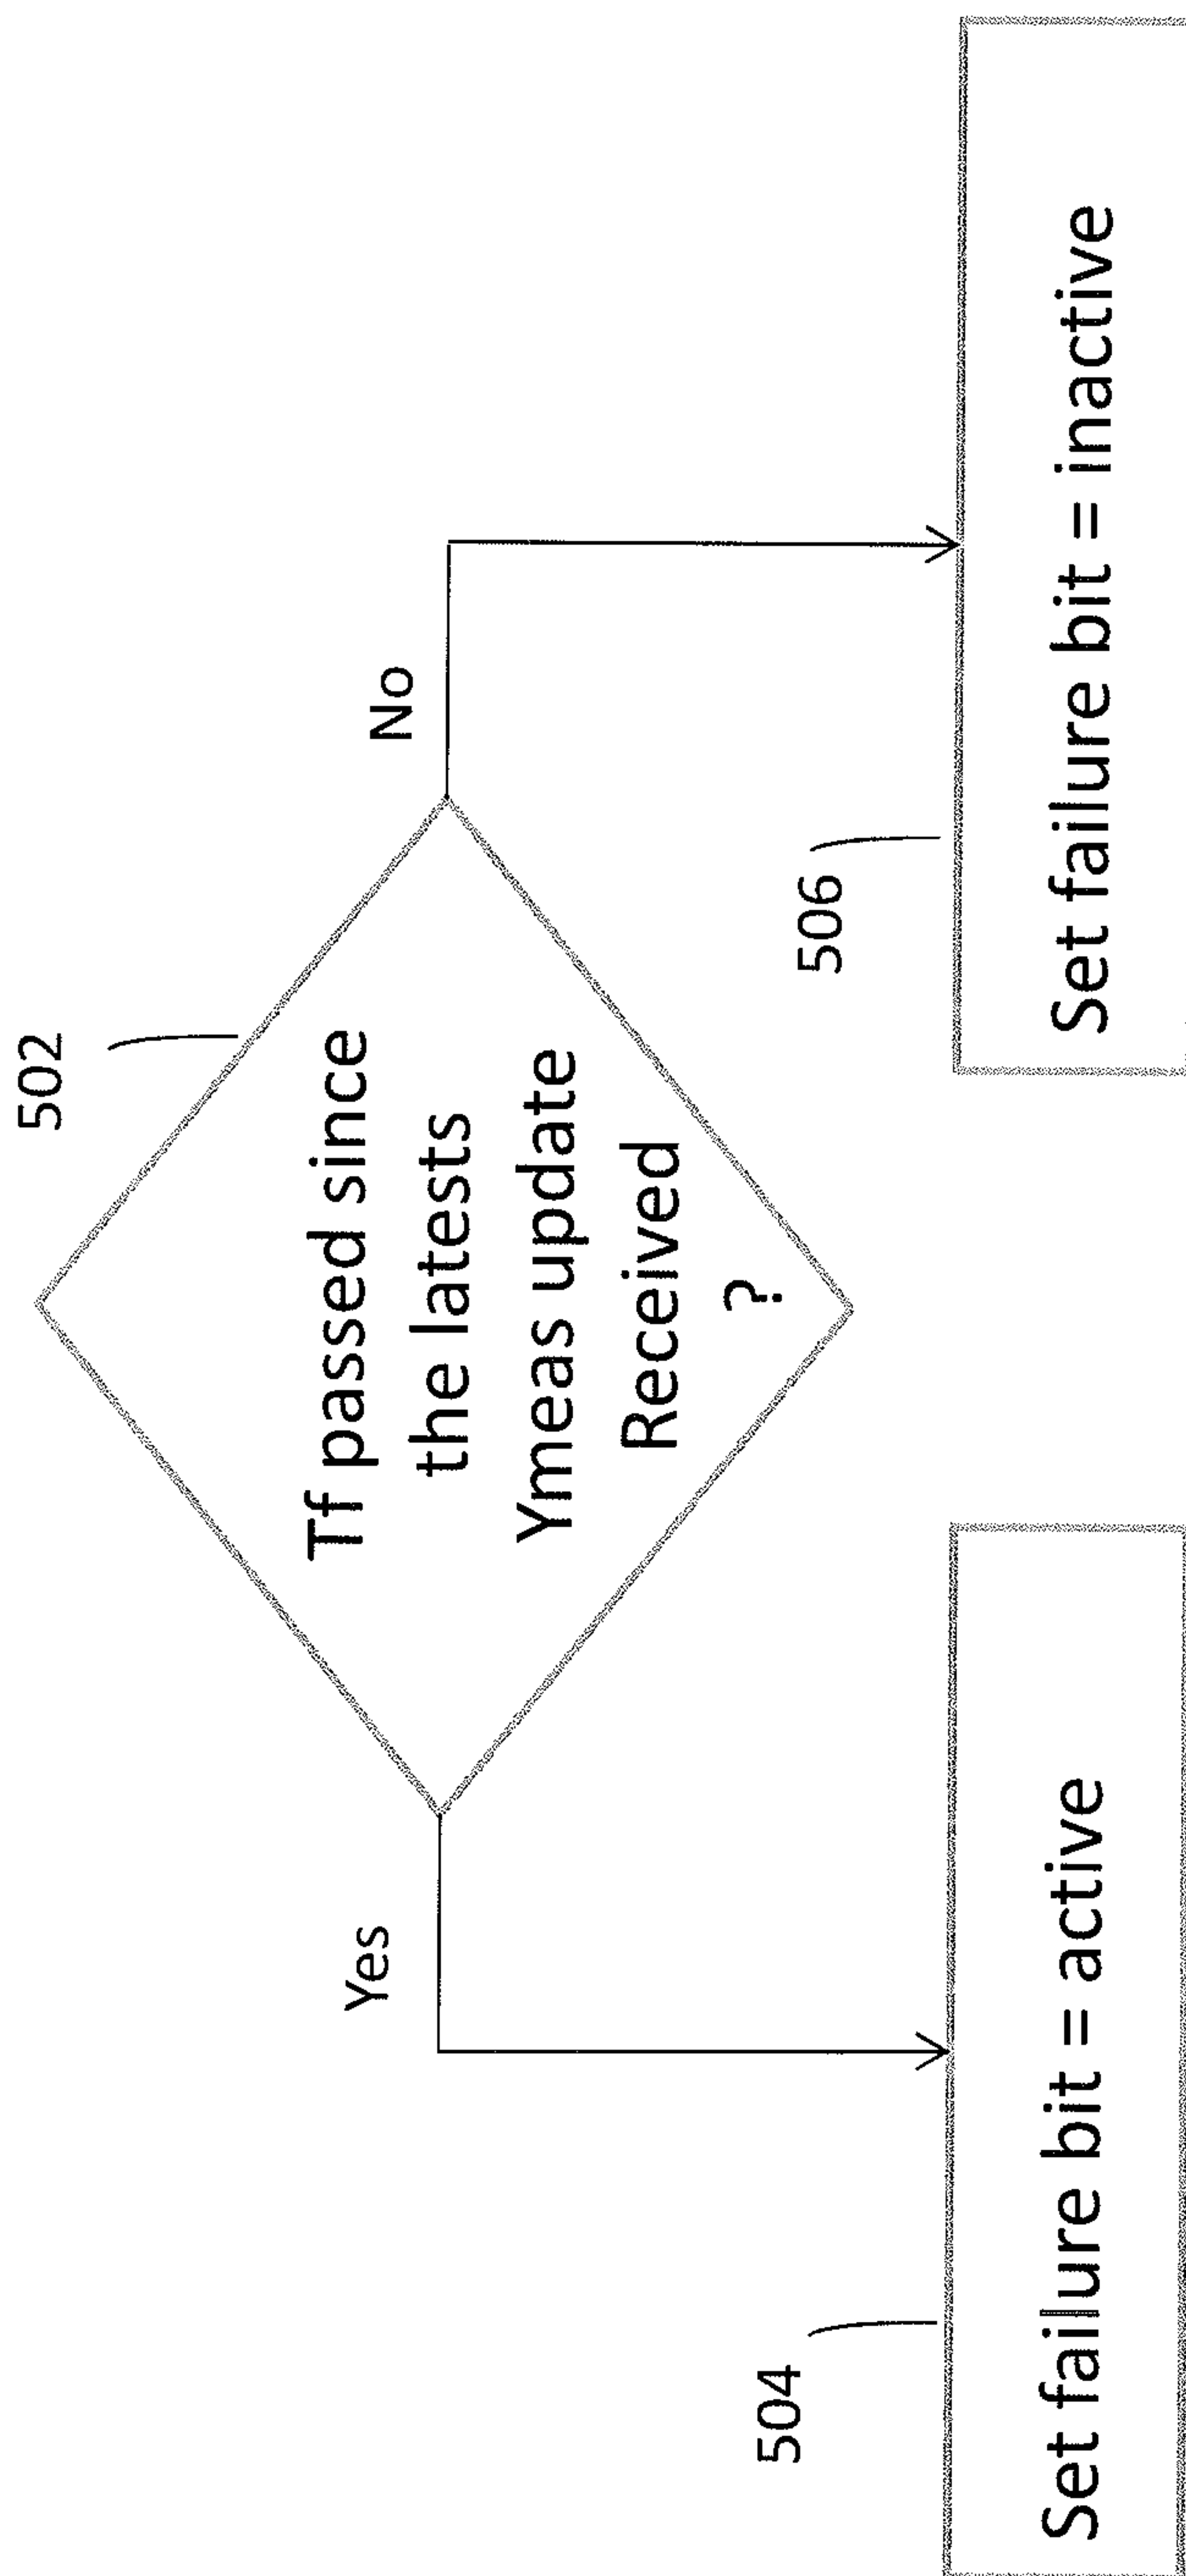 502
Tf passed since
the latests
Ymeas update
Received
?
Yes
No
504
506
Set failure bit = active
Set failure bit = inactive